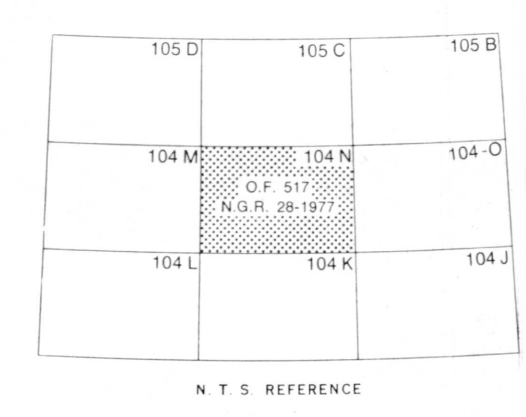 105 D 105 C 105 B
104 M 104 N 104-O
O.F. 517
N.G.R. 28-1977
104 L 104 K 104 J
N. T. S. REFERENCE